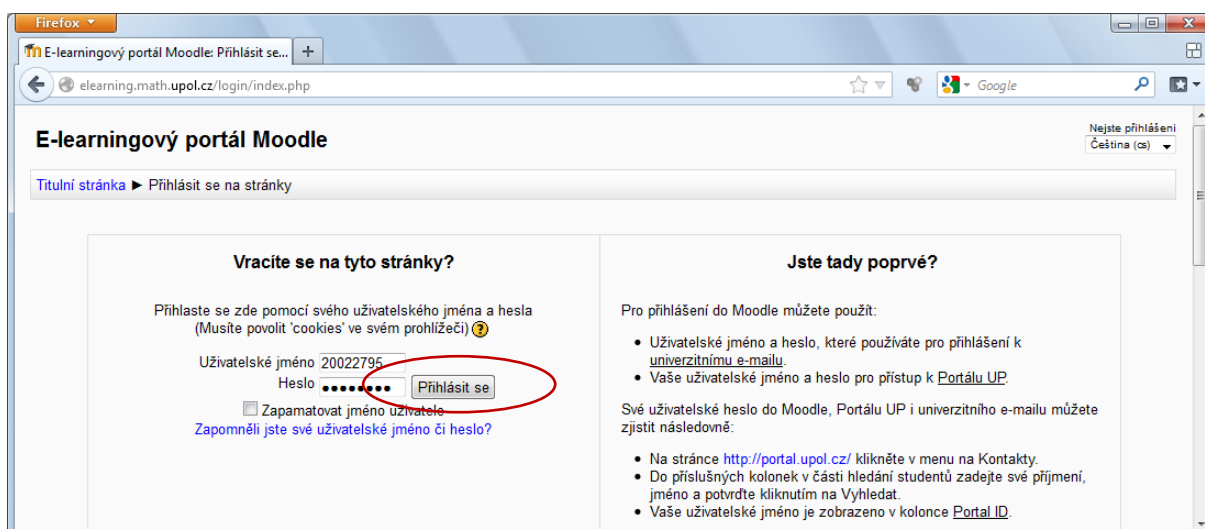 Firefox
E-learningový portál Moodle: Přihlásit se...
elearning.math.upol.cz/login/index.php
Google
E-learningový portál Moodle
Nejste přihlášeni
Čeština (cs)
Titulní stránka ► Přihlásit se na stránky
Vracíte se na tyto stránky?
Přihlaste se zde pomocí svého uživatelského jména a hesla
(Musíte povolit 'cookies' ve svém prohlížeči)
Uživatelské jméno 20022795
Heslo ●●●●●●●● Přihlásit se
Zapamatovat jméno uživatele
Zapomněli jste své uživatelské jméno či heslo?
Jste tady poprvé?
Pro přihlášení do Moodle můžete použít:
• Uživatelské jméno a heslo, které používáte pro přihlášení k
univerzitnímu e-mailu.
• Vaše uživatelské jméno a heslo pro přístup k Portálu UP.
Své uživatelské heslo do Moodle, Portálu UP i univerzitního e-mailu můžete
zjistit následovně:
• Na stránce http://portal.upol.cz/ klikněte v menu na Kontakty.
• Do příslušných kolonek v části hledání studentů zadejte své příjmení,
jméno a potvrďte kliknutím na Vyhledat.
• Vaše uživatelské jméno je zobrazeno v kolonce Portal ID.